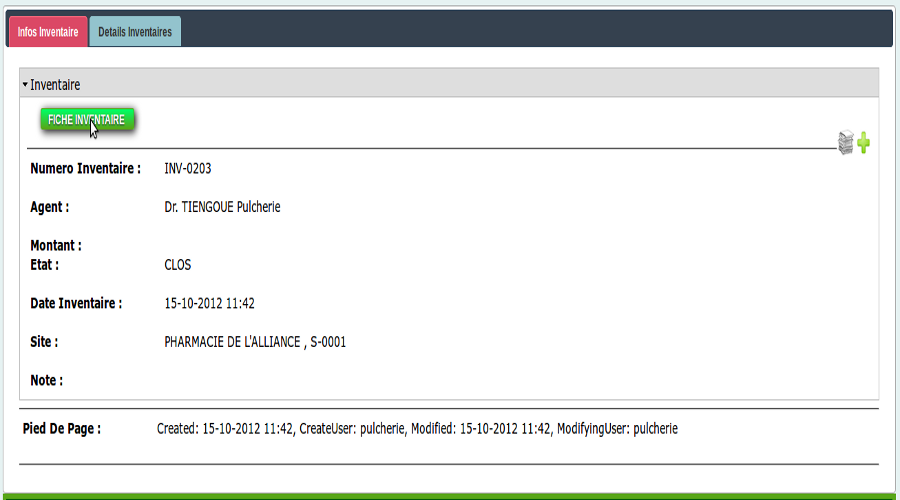 Infos Inventaire Details Inventaires
Inventaire
FICHE INVENTAIRE
Numero Inventaire : INV-0203
Agent : Dr. TIENGOUE Pulcherie
Montant :
Etat : CLOS
Date Inventaire : 15-10-2012 11:42
Site : PHARMACIE DE L'ALLIANCE , S-0001
Note :
Pied De Page : Created: 15-10-2012 11:42, CreateUser: pulcherie, Modified: 15-10-2012 11:42, ModifyingUser: pulcherie